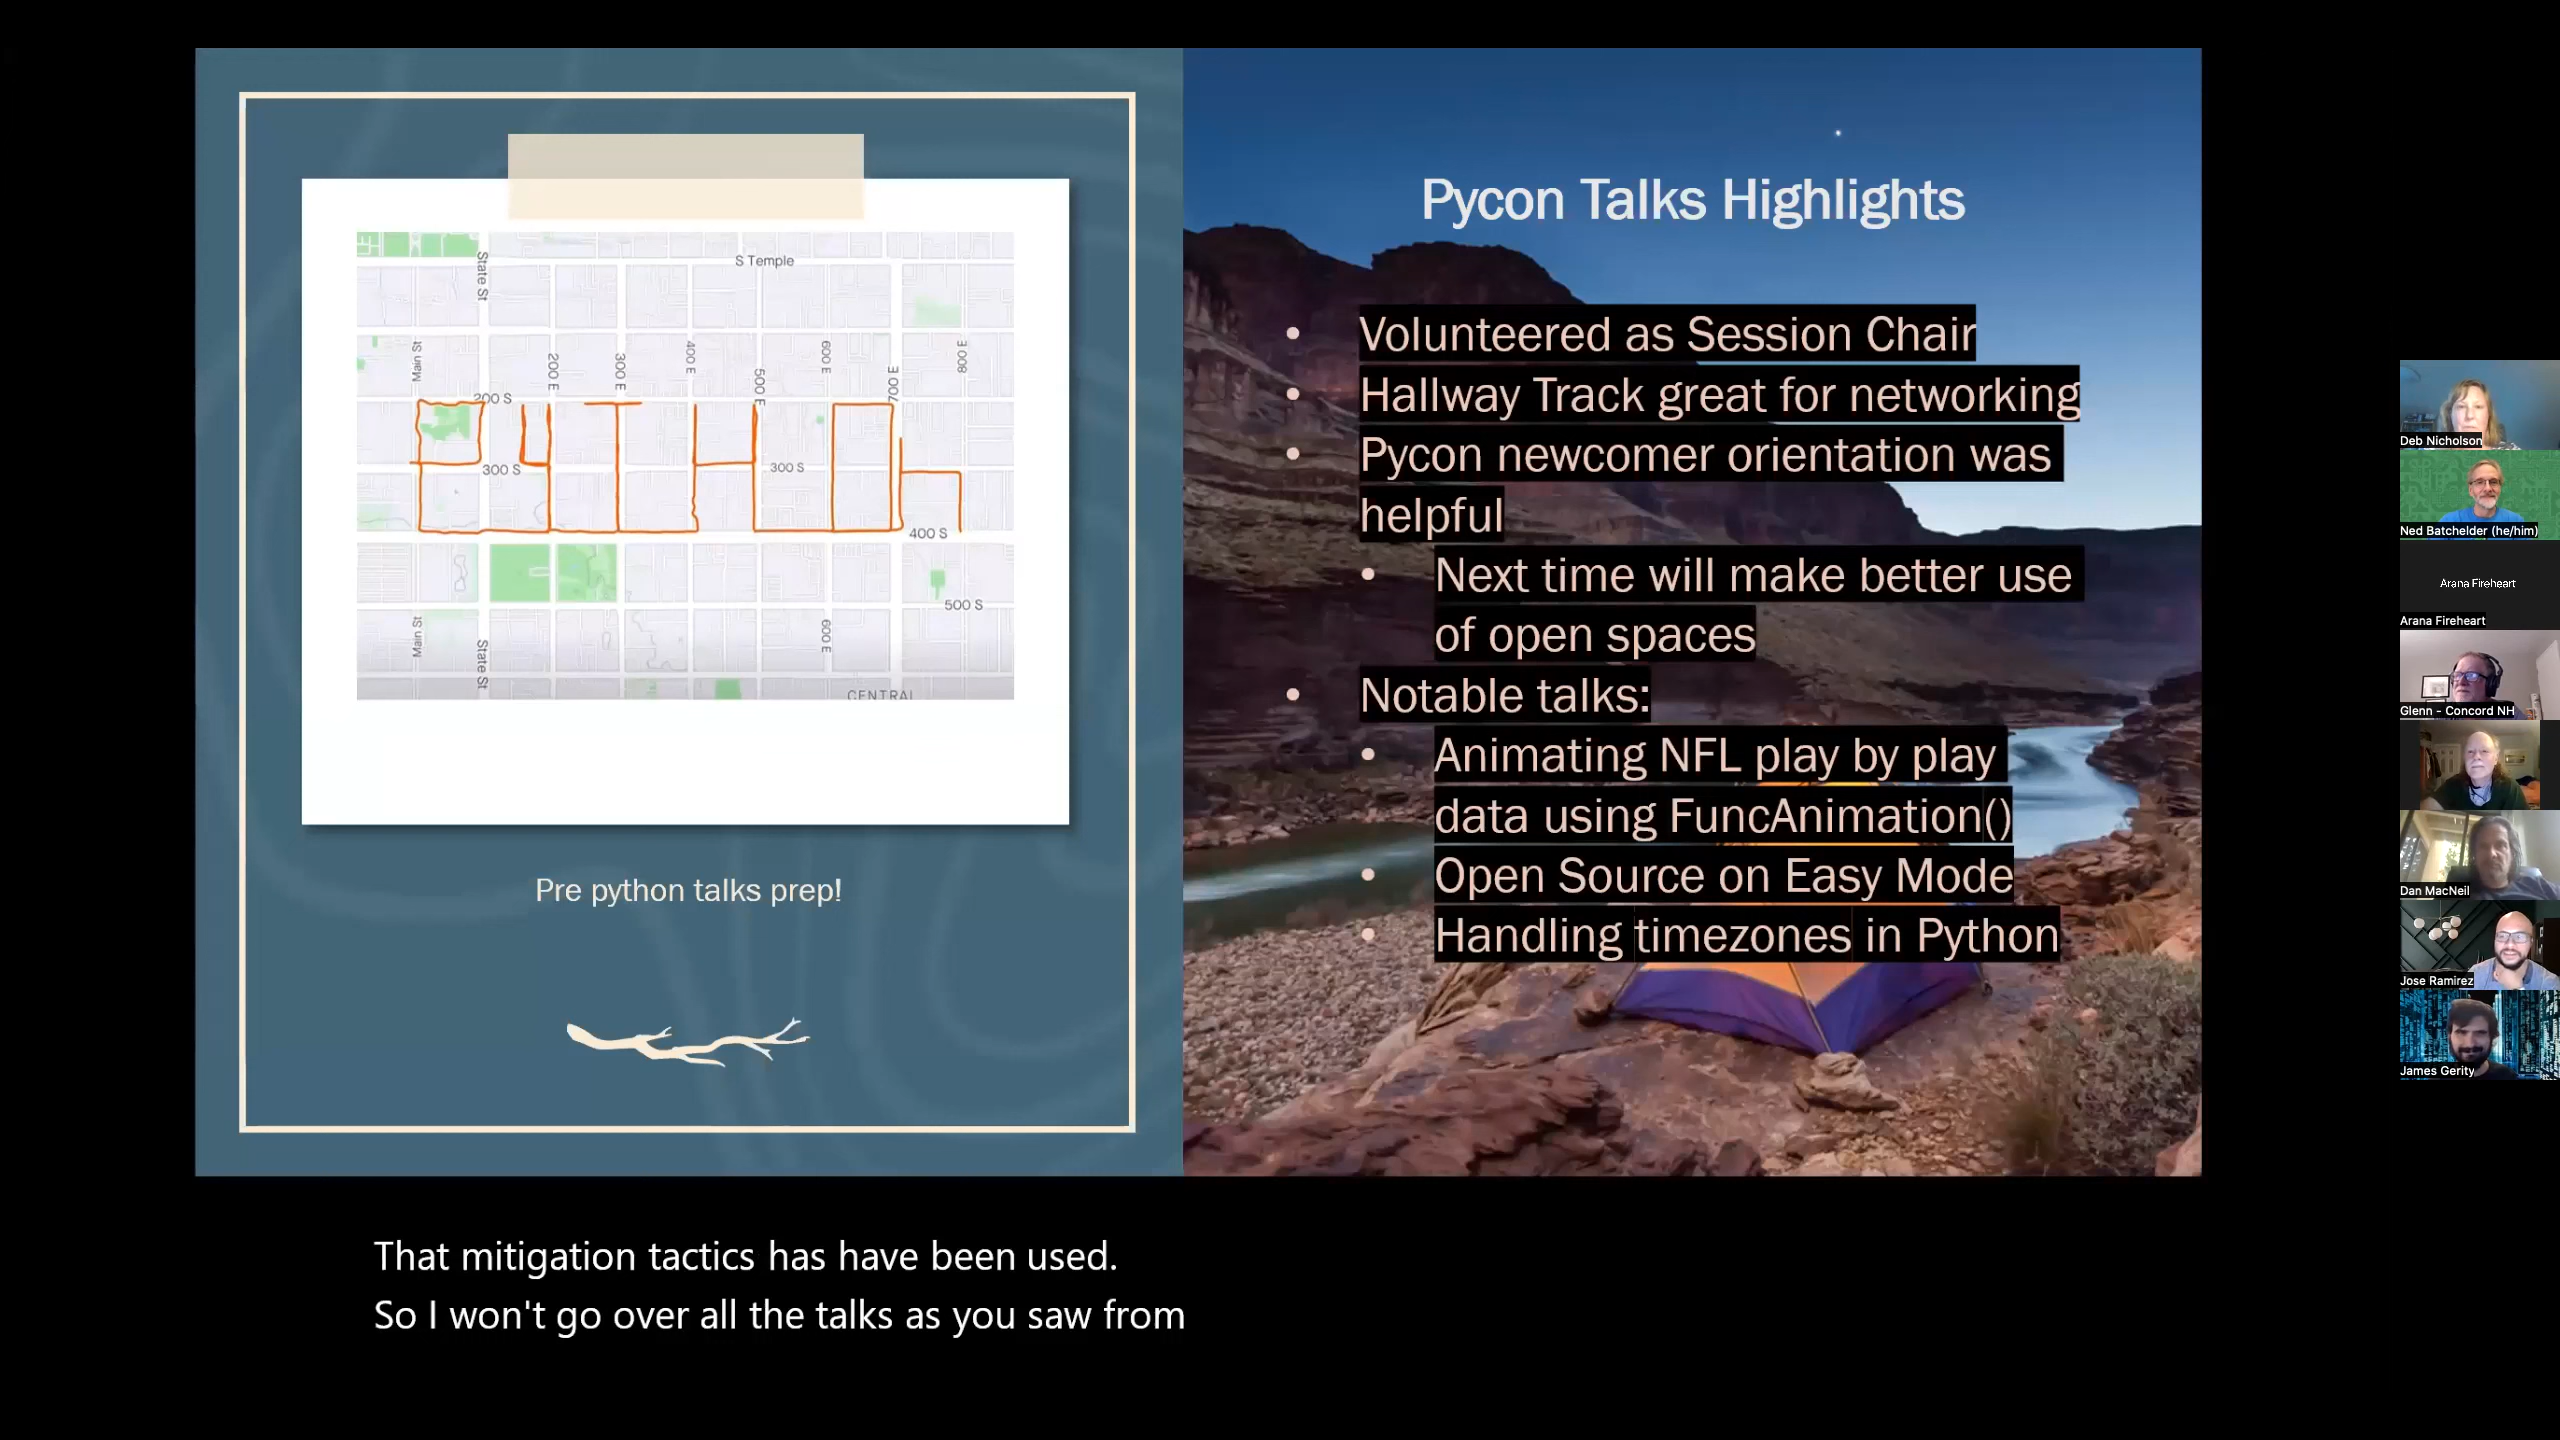 S Temple
State St
Main St
200 E
300 E
400 E
500 E
600 E
700 E
800 E
200 S
300 S
300 S
400 S
500 S
Main St
State St
600 E
CENTRAL
Pre python talks prep!
Pycon Talks Highlights
• Volunteered as Session Chair
• Hallway Track great for networking
• Pycon newcomer orientation was
helpful
• Next time will make better use
of open spaces
• Notable talks:
• Animating NFL play by play
data using FuncAnimation()
• Open Source on Easy Mode
• Handling timezones in Python
Deb Nicholson
Ned Batchelder (he/him)
Arana Fireheart
Arana Fireheart
Glenn - Concord NH
Dan MacNeil
Jose Ramirez
James Gerity
That mitigation tactics has have been used.
So I won't go over all the talks as you saw from